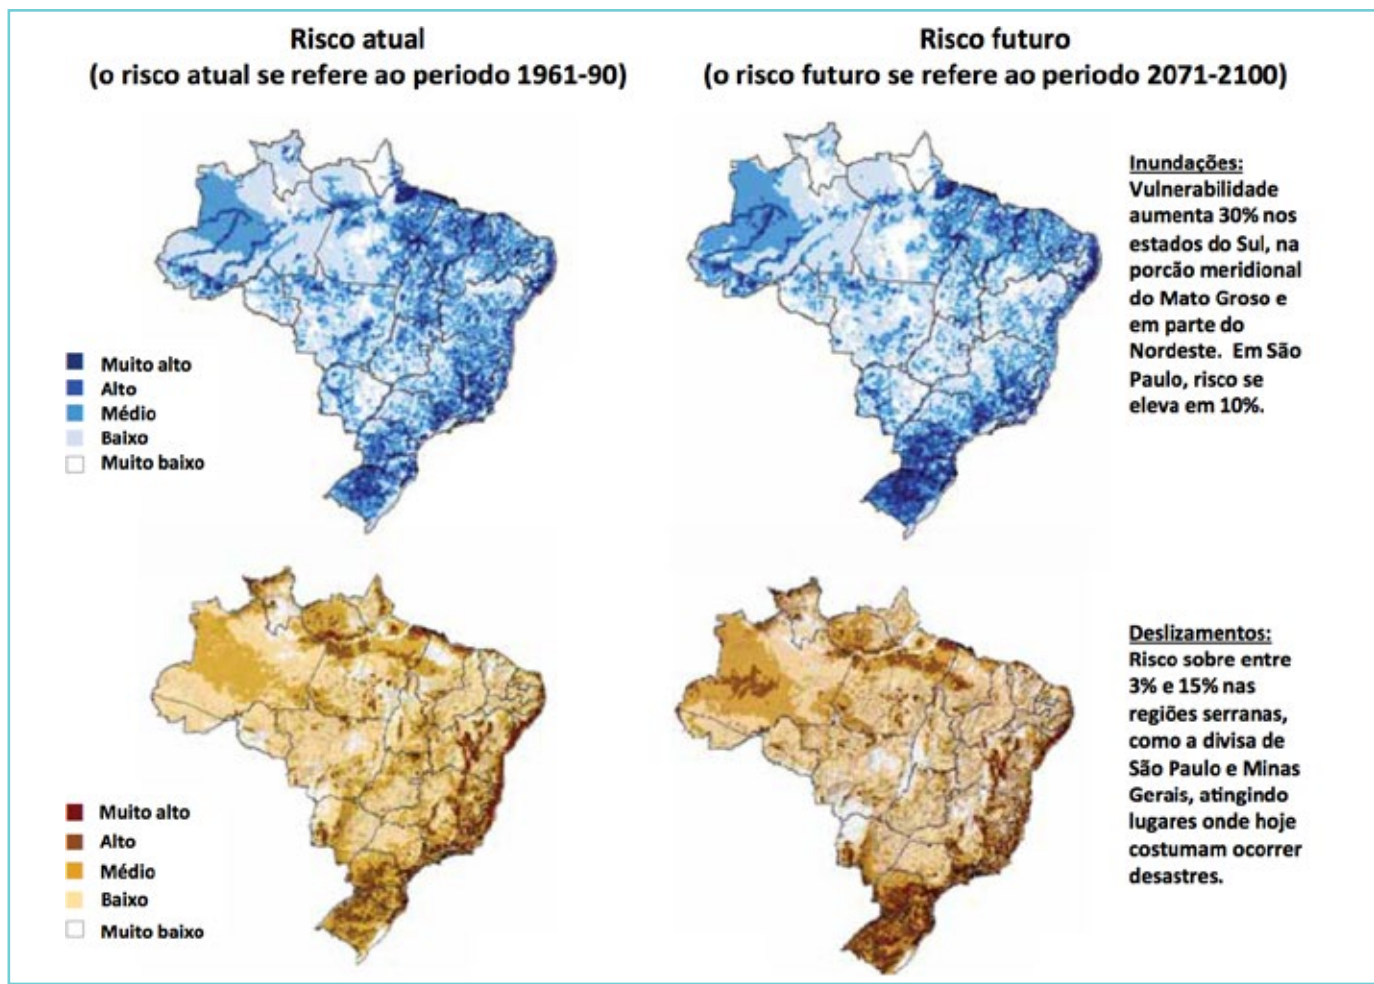 Risco atual
(o risco atual se refere ao periodo 1961-90)
Risco futuro
(o risco futuro se refere ao periodo 2071-2100)
Inundações:
Vulnerabilidade
aumenta 30% nos
estados do Sul, na
porcão meridional
do Mato Groso e
em parte do
Nordeste. Em São
Paulo, risco se
eleva em 10%.
Muito alto
Alto
Médio
Baixo
Muito baixo
Deslizamentos:
Risco sobre entre
3% e 15% nas
regiões serranas,
como a divisa de
São Paulo e Minas
Gerais, atingindo
lugares onde hoje
costumam ocorrer
desastres.
Muito alto
Alto
Médio
Baixo
Muito baixo